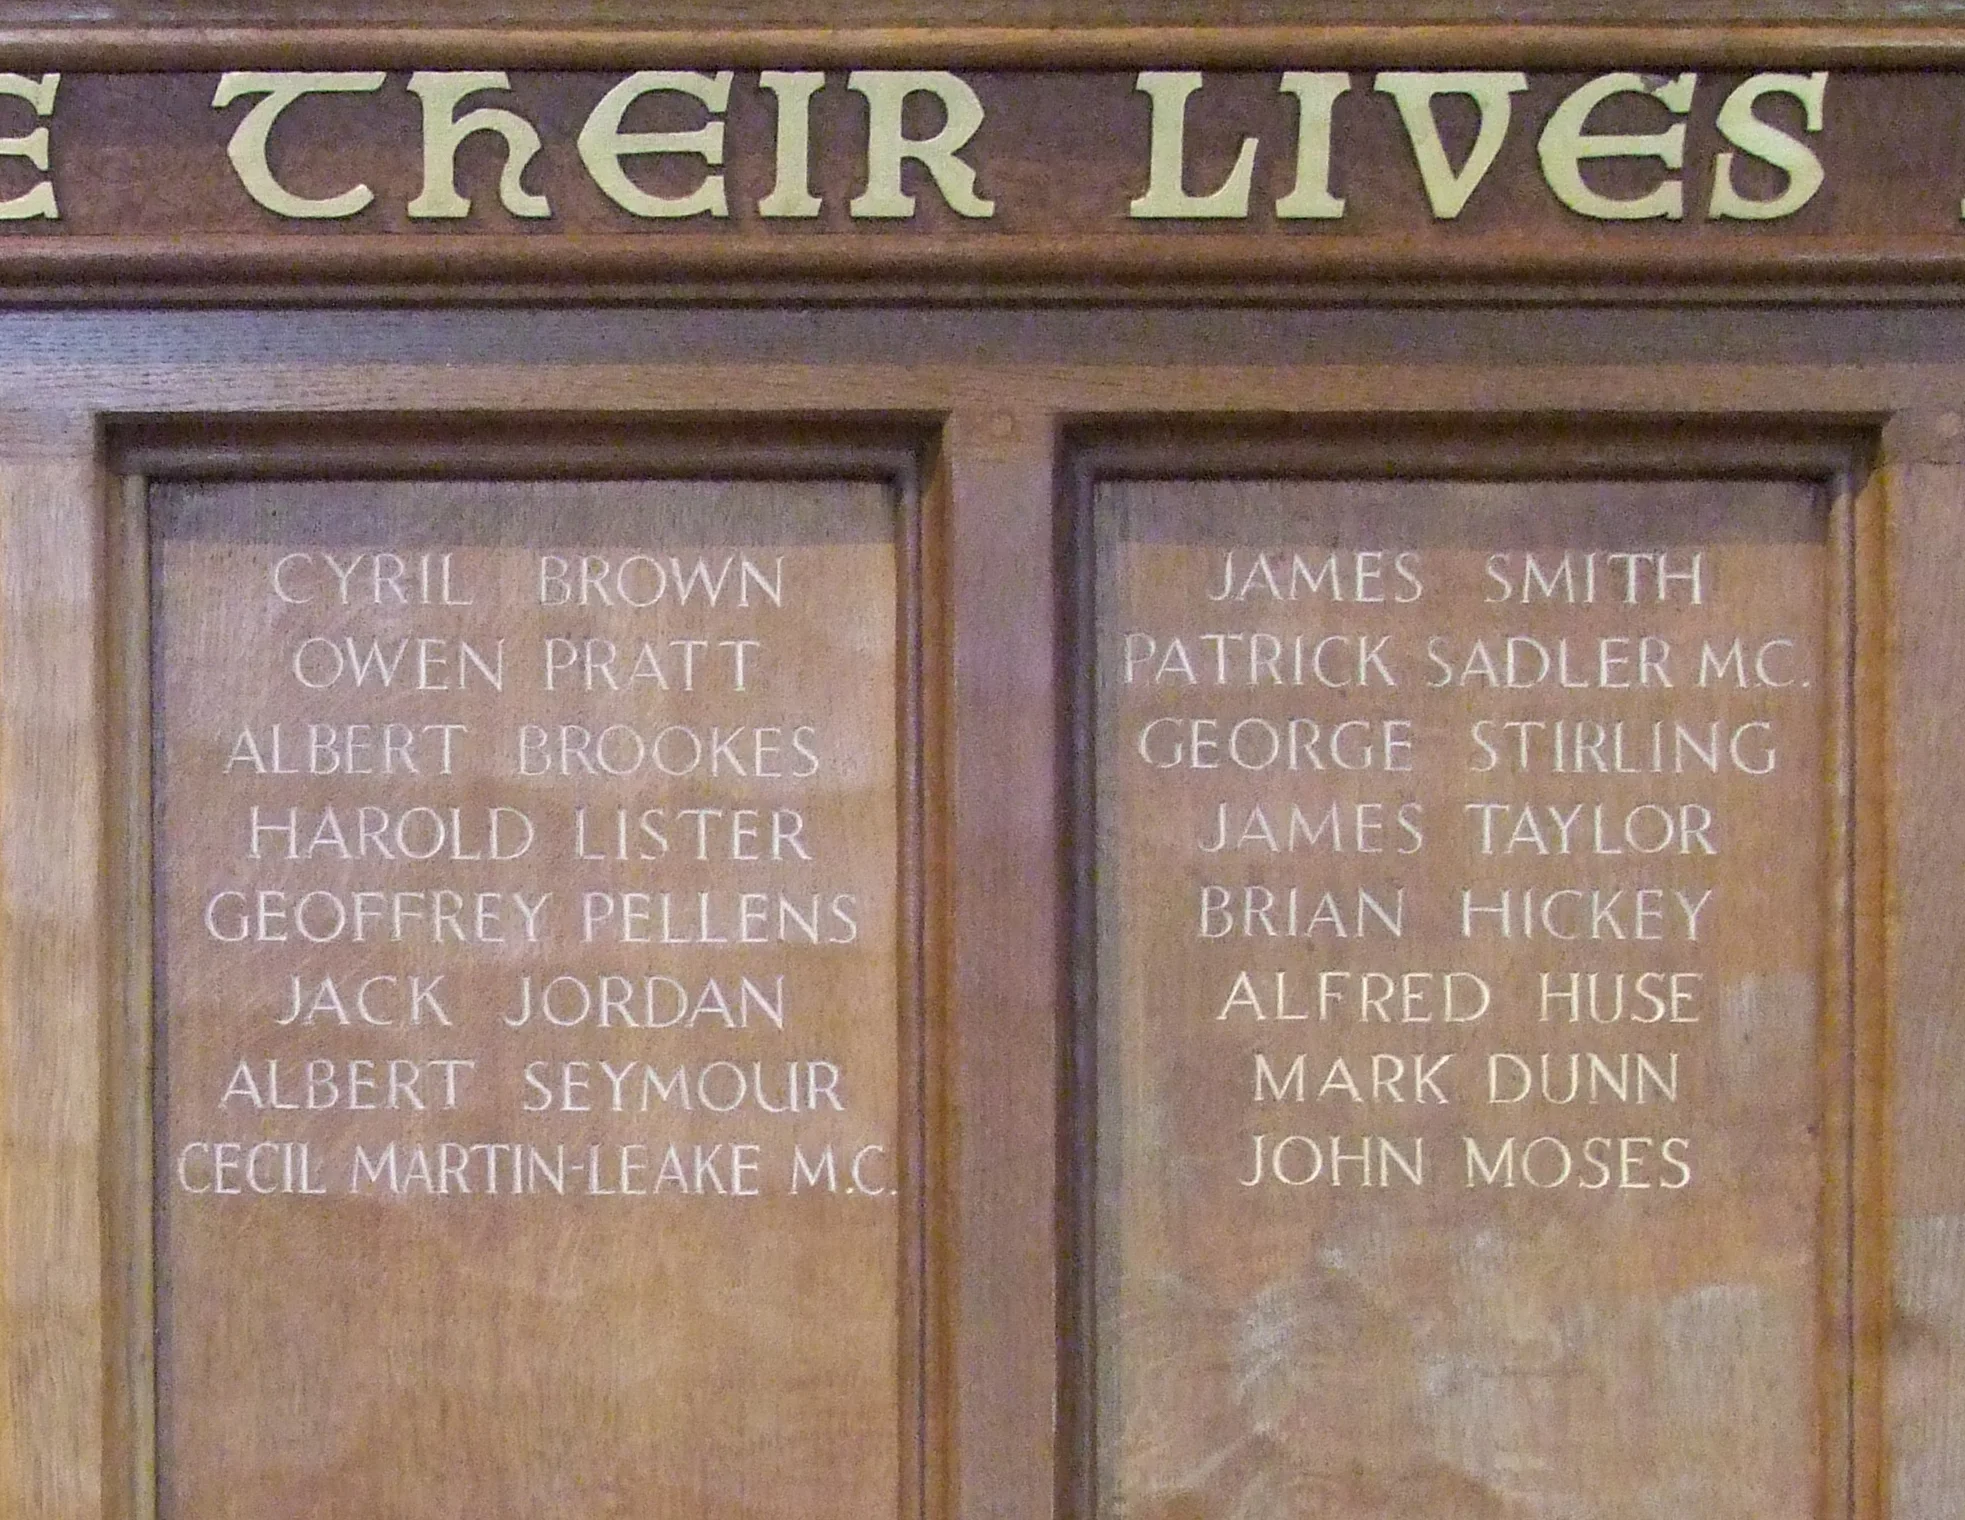 E THEIR LIVES
CYRIL BROWN
OWEN PRATT
ALBERT BROOKES
HAROLD LISTER
GEOFFREY PELLENS
JACK JORDAN
ALBERT SEYMOUR
CECIL MARTIN-LEAKE M.C.
JAMES SMITH
PATRICK SADLER M.C.
GEORGE STIRLING
JAMES TAYLOR
BRIAN HICKEY
ALFRED HUSE
MARK DUNN
JOHN MOSES